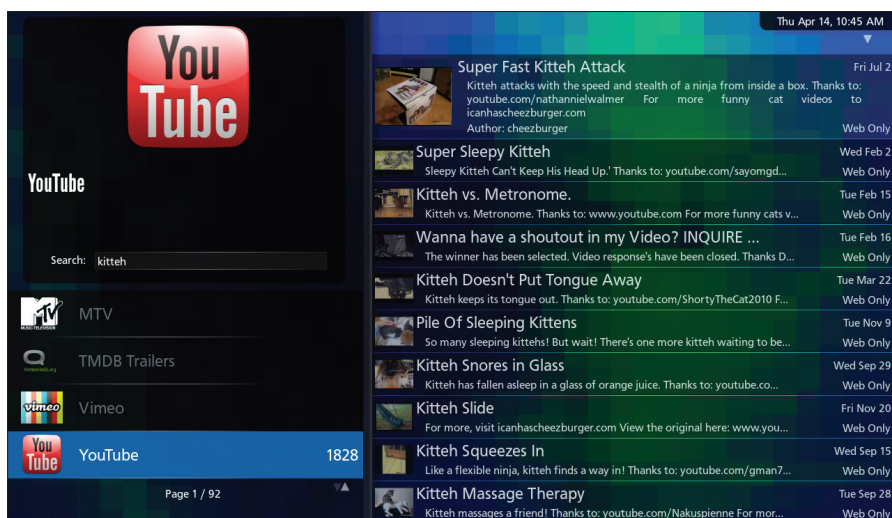 Thu Apr 14, 10:45 AM
You
Tube
YouTube
Search: kitteh
MTV
MUSIC TELEVISION
MTV
TMDB Trailers
vimeo
Vimeo
You
Tube
YouTube 1828
Page 1 / 92
Super Fast Kitteh Attack Fri Jul 2
Kitteh attacks with the speed and stealth of a ninja from inside a box. Thanks to:
youtube.com/nathannielwalmer For more funny cat videos to
icanhascheezburger.com
Author: cheezburger Web Only
Super Sleepy Kitteh Wed Feb 2
Sleepy Kitteh Can't Keep His Head Up.' Thanks to: youtube.com/sayomgd... Web Only
Kitteh vs. Metronome. Tue Feb 15
Kitteh vs. Metronome. Thanks to: www.youtube.com For more funny cats v... Web Only
Wanna have a shoutout in my Video? INQUIRE ... Tue Feb 16
The winner has been selected. Video response's have been closed. Thanks D... Web Only
Kitteh Doesn't Put Tongue Away Tue Mar 22
Kitteh keeps its tongue out. Thanks to: youtube.com/ShortyTheCat2010 F... Web Only
Pile Of Sleeping Kittens Tue Nov 9
So many sleeping kittehs! But wait! There's one more kitteh waiting to be... Web Only
Kitteh Snores in Glass Wed Sep 29
Kitteh has fallen asleep in a glass of orange juice. Thanks to: youtube.co... Web Only
Kitteh Slide Fri Nov 20
For more, visit icanhascheezburger.com View the original here: www.you... Web Only
Kitteh Squeezes In Wed Sep 15
Like a flexible ninja, kitteh finds a way in! Thanks to: youtube.com/gman7... Web Only
Kitteh Massage Therapy Tue Sep 28
Kitteh massages a friend! Thanks to: youtube.com/Nakuspienne For mor... Web Only